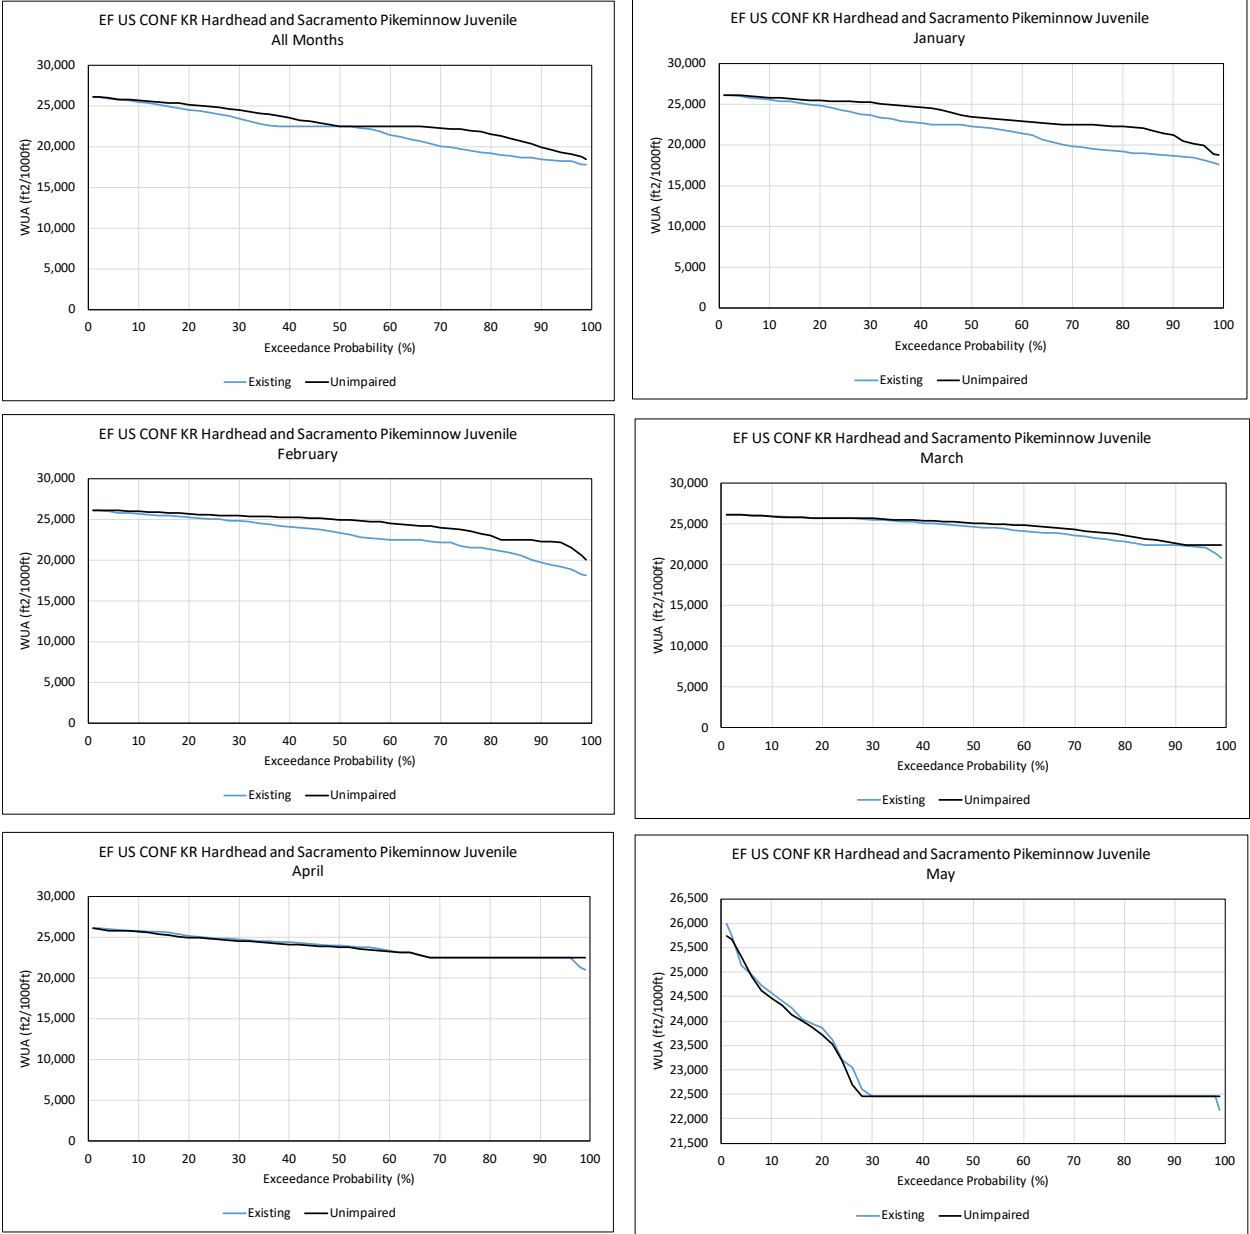 EF US CONF KR Hardhead and Sacramento Pikeminnow Juvenile
All Months
30,000
25,000
20,000
15,000
10,000
5,000
0
WUA (ft2/1000ft)
0 10 20 30 40 50 60 70 80 90 100
Exceedance Probability (%)
Existing Unimpaired
EF US CONF KR Hardhead and Sacramento Pikeminnow Juvenile
January
30,000
25,000
20,000
15,000
10,000
5,000
0
WUA (ft2/1000ft)
0 10 20 30 40 50 60 70 80 90 100
Exceedance Probability (%)
Existing Unimpaired
EF US CONF KR Hardhead and Sacramento Pikeminnow Juvenile
February
30,000
25,000
20,000
15,000
10,000
5,000
0
WUA (ft2/1000ft)
0 10 20 30 40 50 60 70 80 90 100
Exceedance Probability (%)
Existing Unimpaired
EF US CONF KR Hardhead and Sacramento Pikeminnow Juvenile
March
30,000
25,000
20,000
15,000
10,000
5,000
0
WUA (ft2/1000ft)
0 10 20 30 40 50 60 70 80 90 100
Exceedance Probability (%)
Existing Unimpaired
EF US CONF KR Hardhead and Sacramento Pikeminnow Juvenile
April
30,000
25,000
20,000
15,000
10,000
5,000
0
WUA (ft2/1000ft)
0 10 20 30 40 50 60 70 80 90 100
Exceedance Probability (%)
Existing Unimpaired
EF US CONF KR Hardhead and Sacramento Pikeminnow Juvenile
May
26,500
26,000
25,500
25,000
24,500
24,000
23,500
23,000
22,500
22,000
21,500
WUA (ft2/1000ft)
0 10 20 30 40 50 60 70 80 90 100
Exceedance Probability (%)
Existing Unimpaired